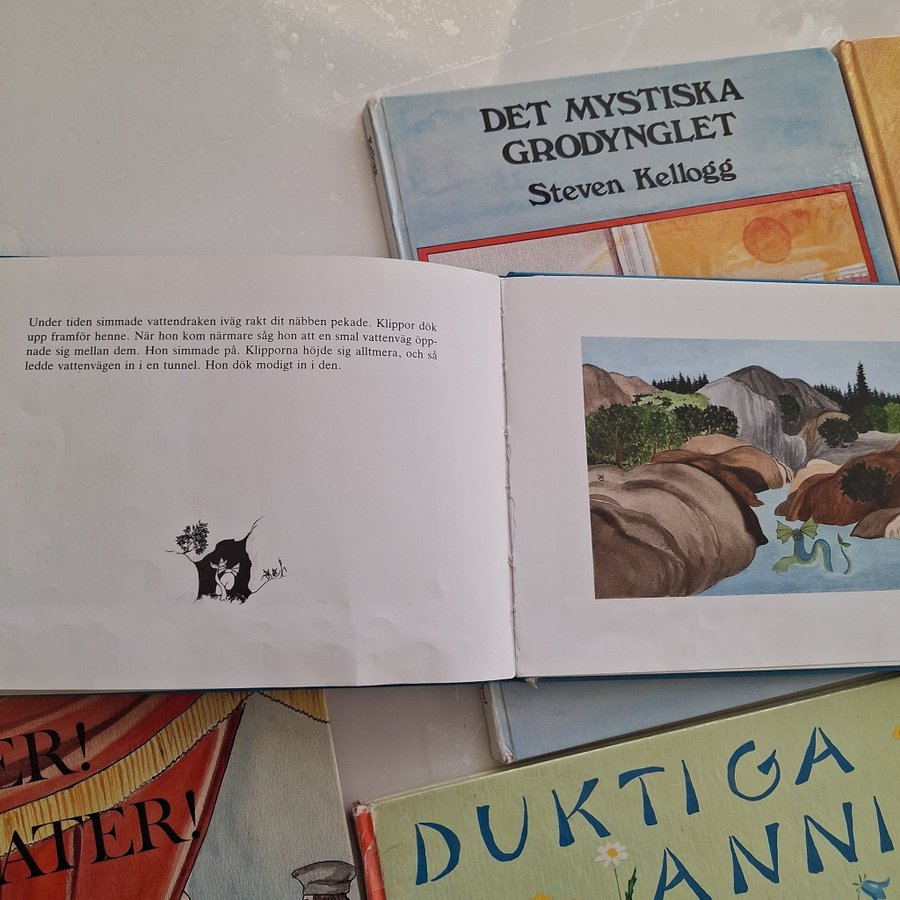 DET MYSTISKA
GRODYNGLET
Steven Kellogg
Kellogg
Under tiden simmade vattendraken iväg rakt dit näbben pekade. Klippor dök
upp framför henne. När hon kom närmare såg hon att en smal vattenväg öpp-
nade sig mellan dem. Hon simmade på. Klipporna höjde sig alltmera, och så
ledde vattenvägen in i en tunnel. Hon dök modigt in i den.
ER!
ATER!
DUKTIGA
ANNI